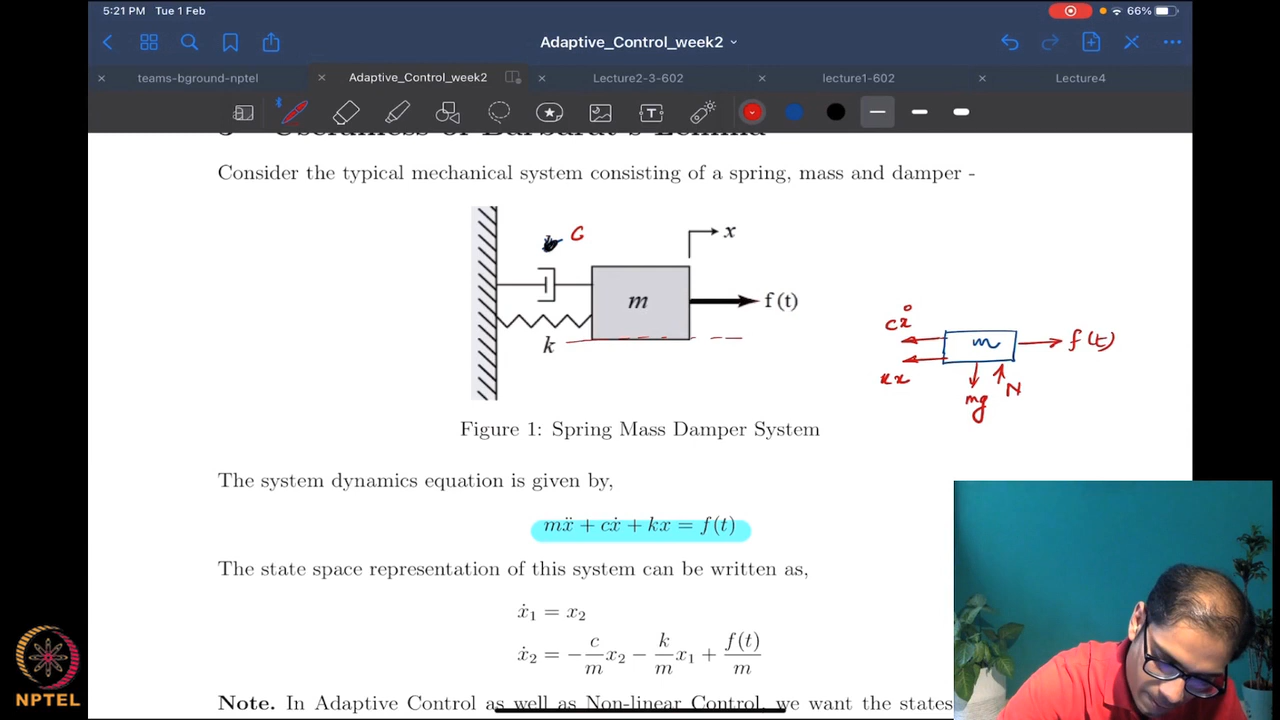 5:21 PM Tue 1 Feb
66%
Adaptive_Control_week2
teams-bground-nptel
Adaptive_Control_week2
Lecture2-3-602
lecture1-602
Lecture4
Consider the typical mechanical system consisting of a spring, mass and damper -
C
x
m
f(t)
k
cẋ
m
f(t)
kx
mg
N
Figure 1: Spring Mass Damper System
The system dynamics equation is given by,
mẍ + cẋ + kx = f(t)
The state space representation of this system can be written as,
ẋ₁ = x₂
ẋ₂ = −c/m x₂ − k/m x₁ + f(t)/m
Note. In Adaptive Control as well as Non-linear Control, we want the states
NPTEL